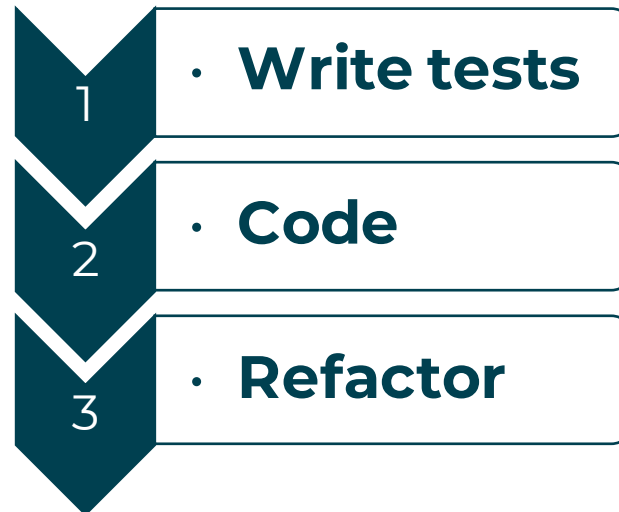 1
• Write tests
2
• Code
3
• Refactor